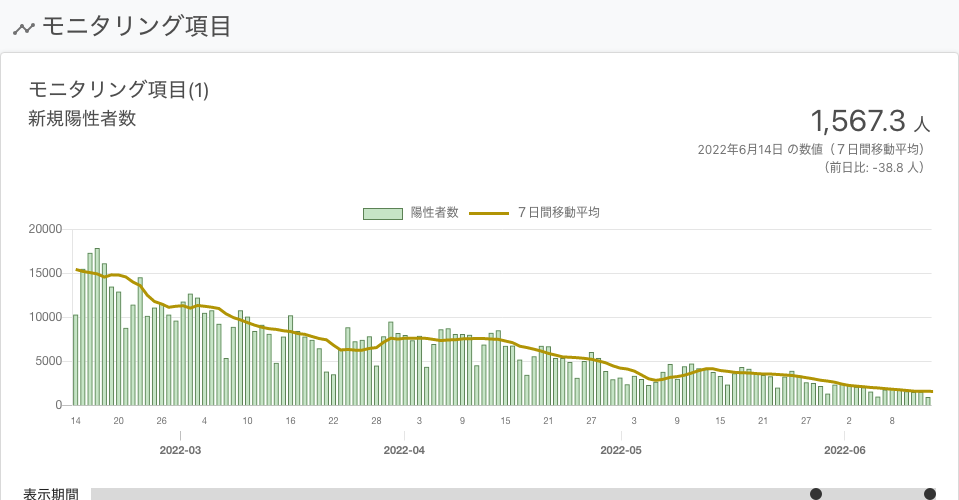 モニタリング項目
モニタリング項目(1)
新規陽性者数
1,567.3 人
2022年6月14日 の数値（７日間移動平均）
（前日比: -38.8 人）
陽性者数 ７日間移動平均
20000
15000
10000
5000
0
14 20 26 4 10 16 22 28 3 9 15 21 27 3 9 15 21 27 2 8
2022-03 2022-04 2022-05 2022-06
表示期間